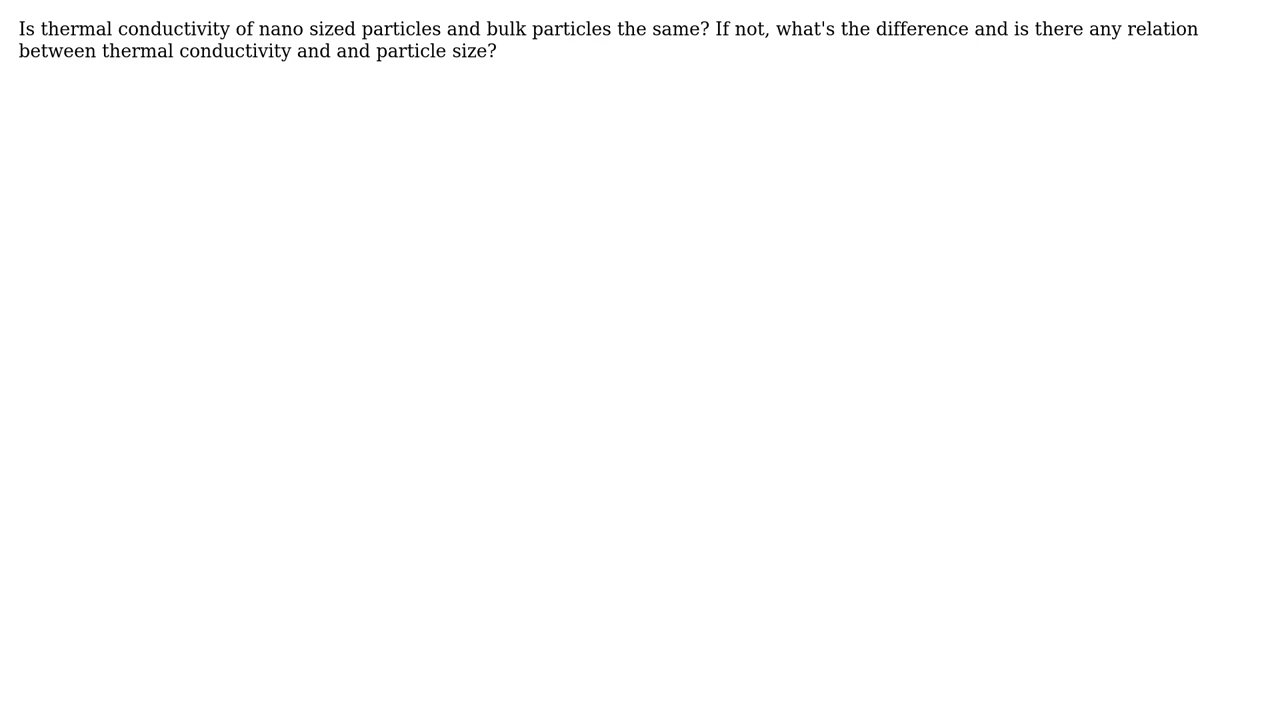 Is thermal conductivity of nano sized particles and bulk particles the same? If not, what's the difference and is there any relation
between thermal conductivity and and particle size?